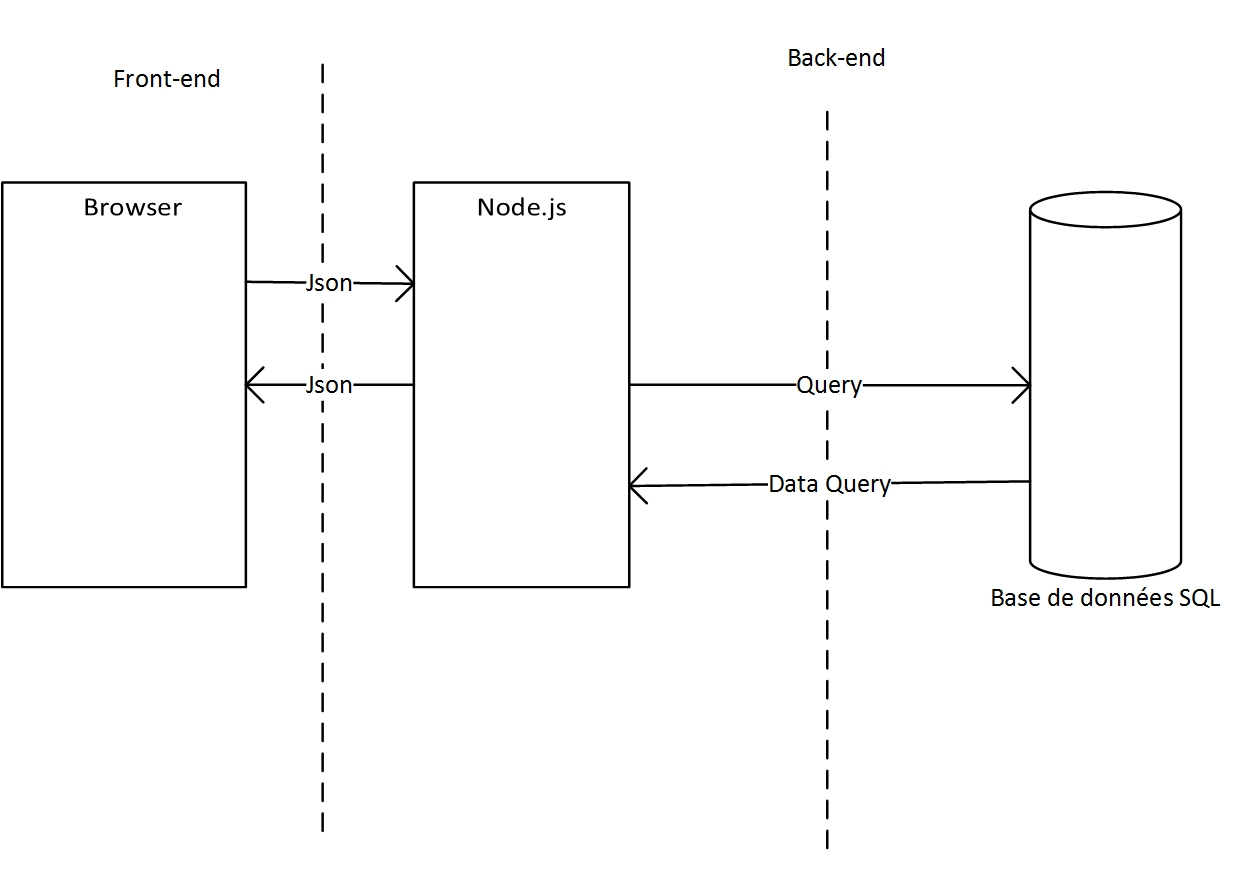 Back-end
Front-end
Browser
Node.js
Json
Json
Query
Data Query
Base de données SQL